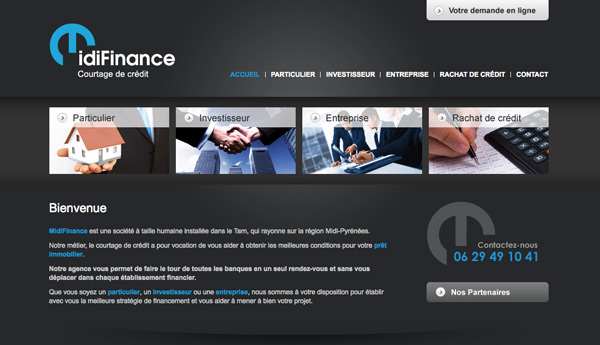 Votre demande en ligne
MidiFinance
Courtage de crédit
ACCUEIL | PARTICULIER | INVESTISSEUR | ENTREPRISE | RACHAT DE CRÉDIT | CONTACT
Particulier
Investisseur
Entreprise
Rachat de crédit
Bienvenue
MidiFinance est une société à taille humaine installée dans le Tarn, qui rayonne sur la région Midi-Pyrénées.
Notre métier, le courtage de crédit a pour vocation de vous aider à obtenir les meilleures conditions pour votre prêt
immobilier.
Notre agence vous permet de faire le tour de toutes les banques en un seul rendez-vous et sans vous
déplacer dans chaque établissement financier.
Que vous soyez un particulier, un investisseur ou une entreprise, nous sommes à votre disposition pour établir
avec vous la meilleure stratégie de financement et vous aider à mener à bien votre projet.
Contactez-nous
06 29 49 10 41
Nos Partenaires